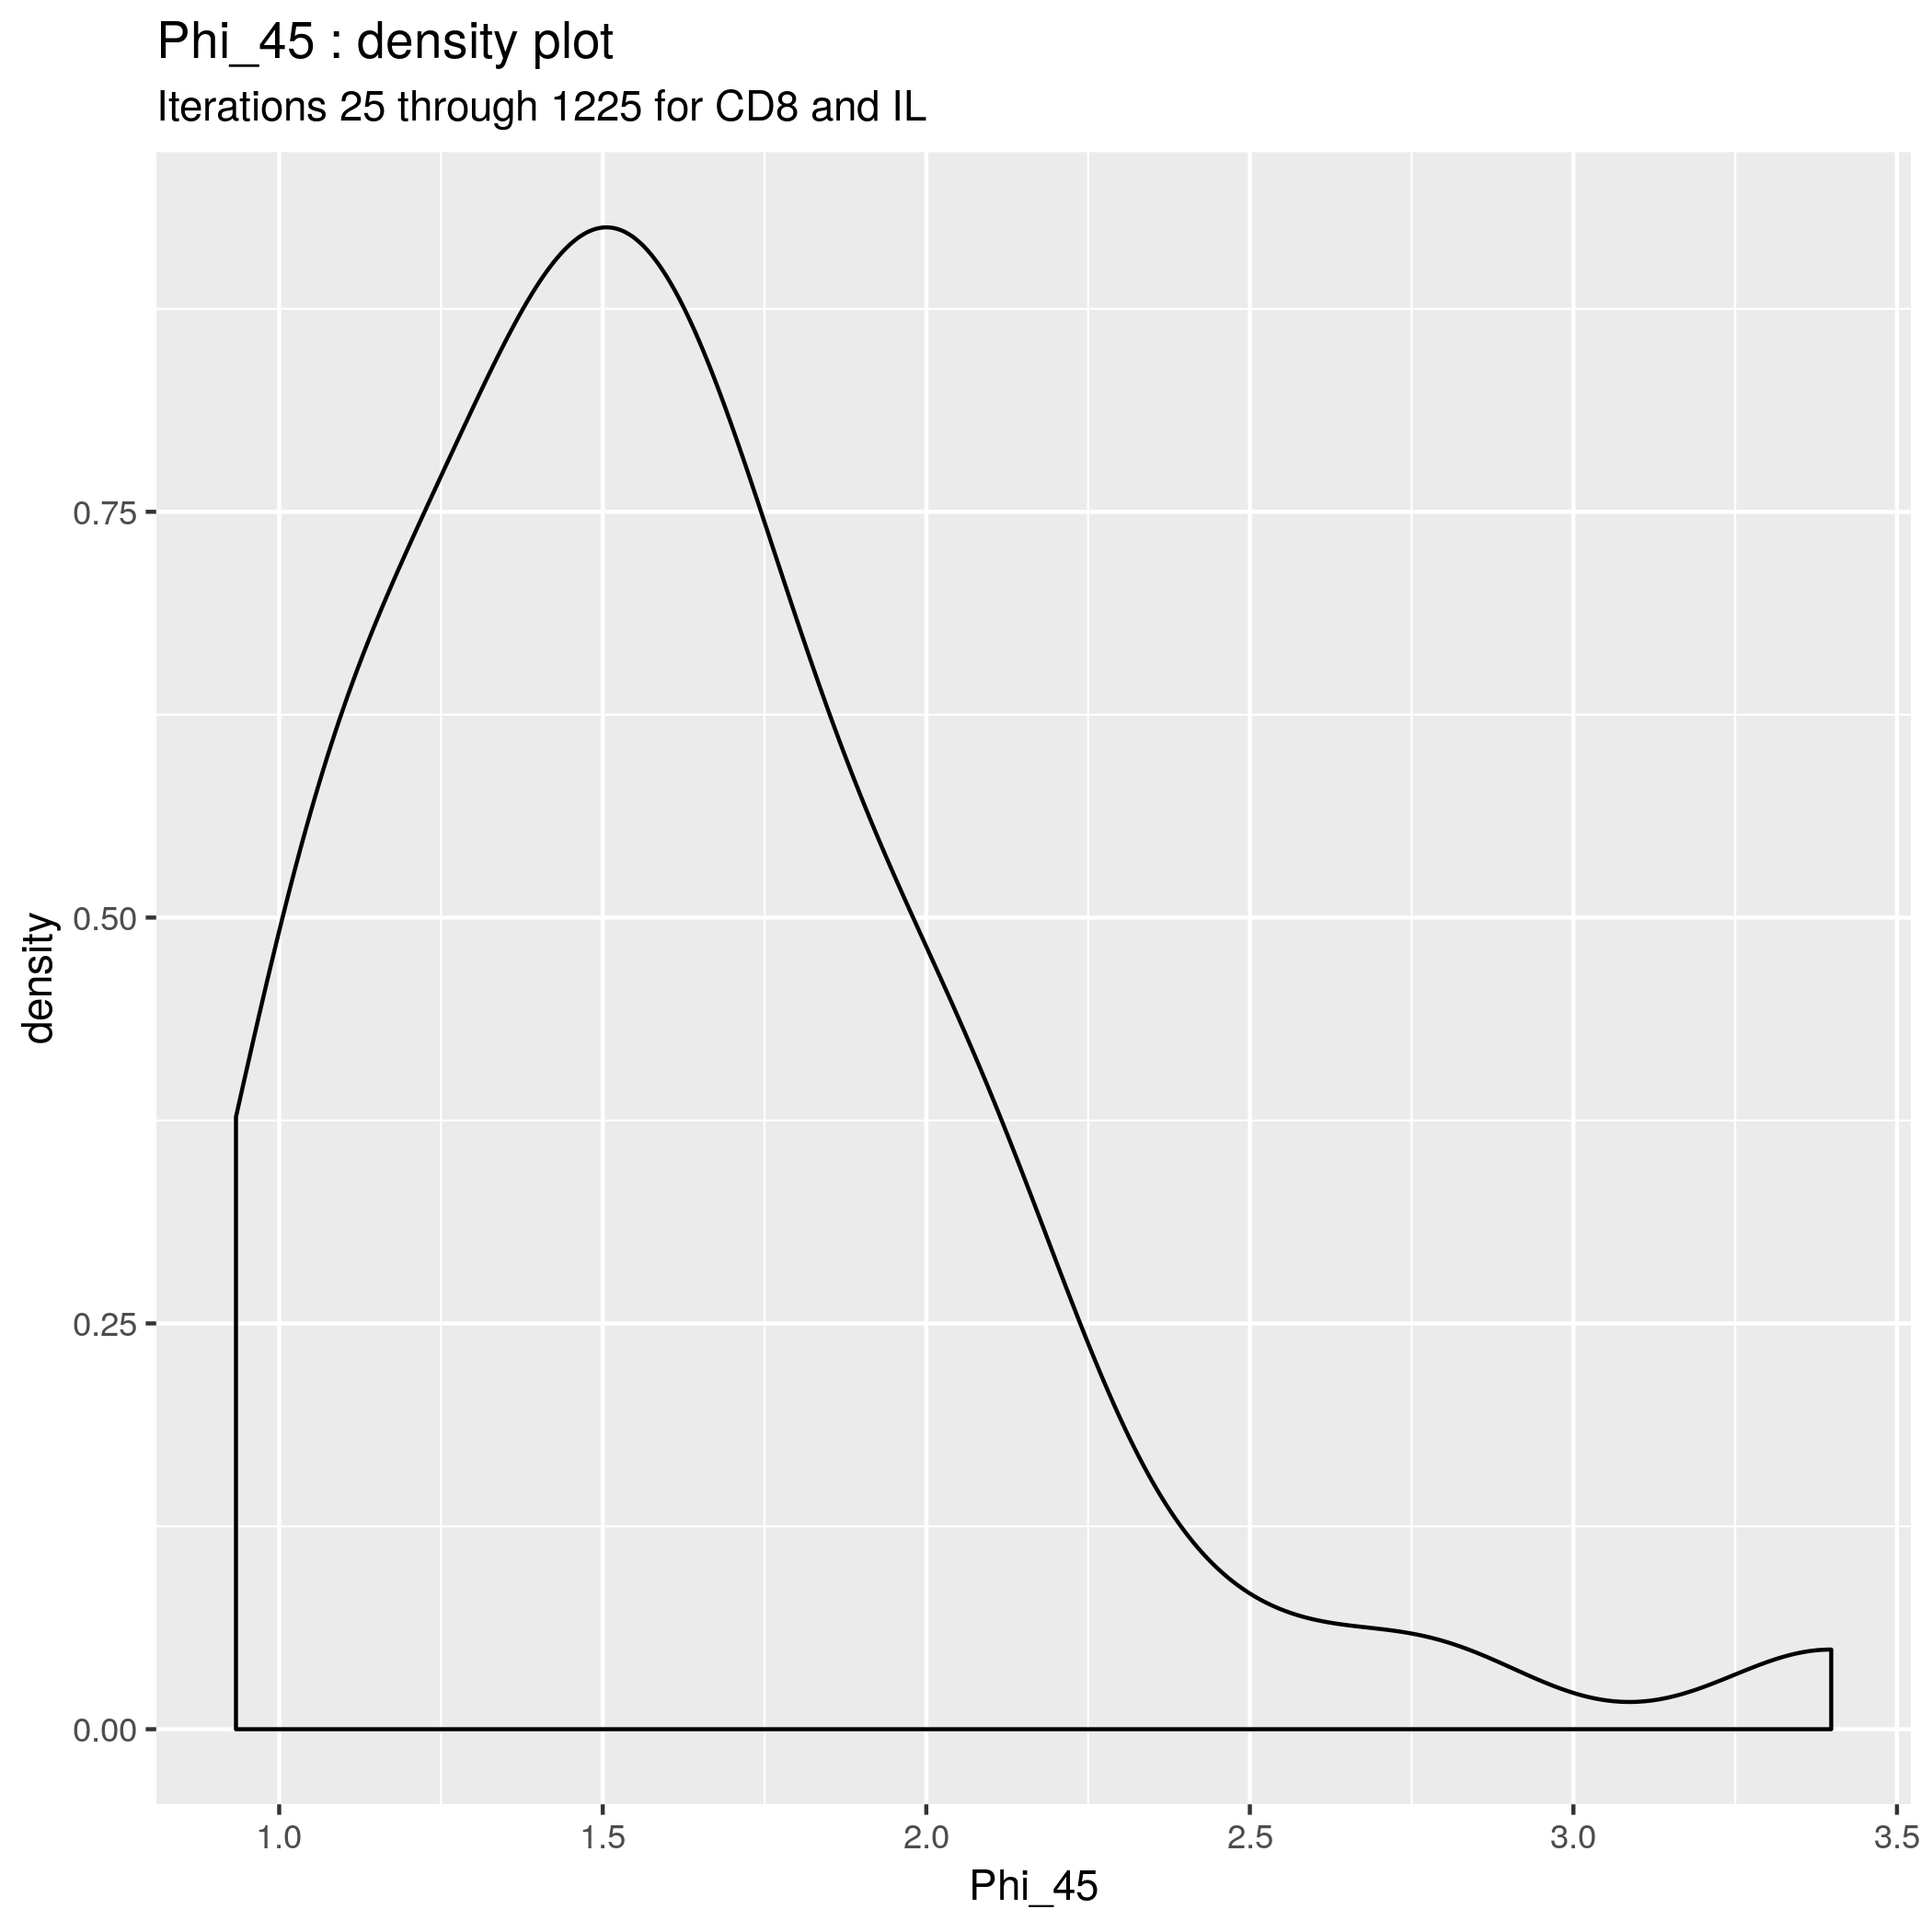 Phi_45 : density plot
Iterations 25 through 1225 for CD8 and IL
density
0.75
0.50
0.25
0.00
1.0 1.5 2.0 2.5 3.0 3.5
Phi_45